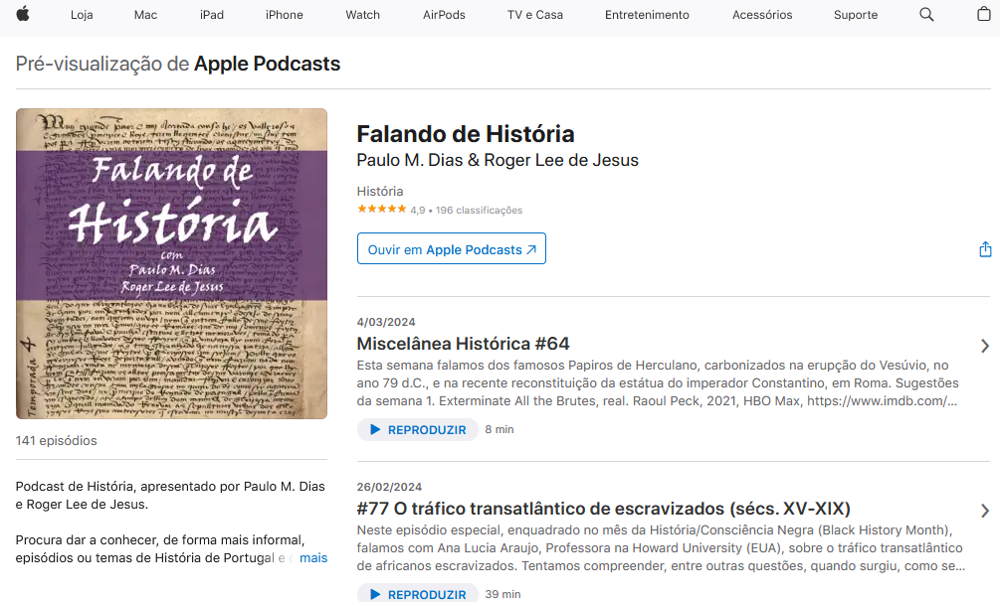 Loja Mac iPad iPhone Watch AirPods TV e Casa Entretenimento Acessórios Suporte
Pré-visualização de Apple Podcasts
Falando de
História
com
Paulo M. Dias
Roger Lee de Jesus
Temporada 4
141 episódios
Podcast de História, apresentado por Paulo M. Dias
e Roger Lee de Jesus.
Procura dar a conhecer, de forma mais informal,
episódios ou temas de História de Portugal e mais
Falando de História
Paulo M. Dias & Roger Lee de Jesus
História
4,9 • 196 classificações
Ouvir em Apple Podcasts ↗
4/03/2024
Miscelânea Histórica #64
Esta semana falamos dos famosos Papiros de Herculano, carbonizados na erupção do Vesúvio, no
ano 79 d.C., e na recente reconstituição da estátua do imperador Constantino, em Roma. Sugestões
da semana 1. Exterminate All the Brutes, real. Raoul Peck, 2021, HBO Max, https://www.imdb.com/…
REPRODUZIR 8 min
26/02/2024
#77 O tráfico transatlântico de escravizados (sécs. XV-XIX)
Neste episódio especial, enquadrado no mês da História/Consciência Negra (Black History Month),
falamos com Ana Lucia Araujo, Professora na Howard University (EUA), sobre o tráfico transatlântico
de africanos escravizados. Tentamos compreender, entre outras questões, quando surgiu, como se…
REPRODUZIR 39 min